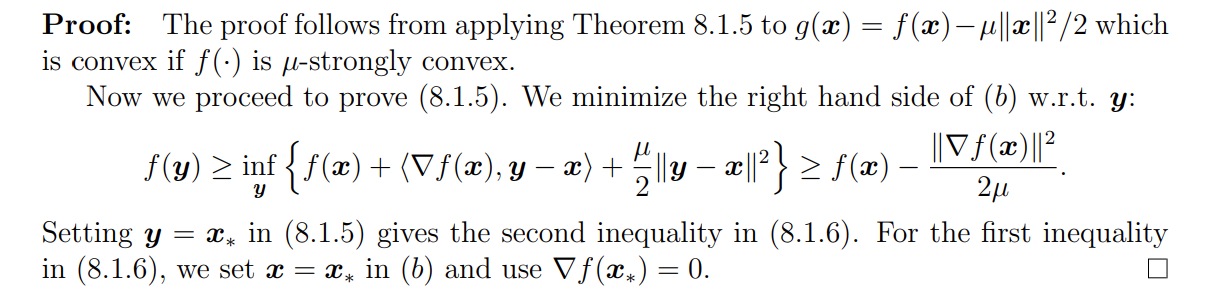 Proof: The proof follows from applying Theorem 8.1.5 to g(x) = f(x) − μ‖x‖²/2 which
is convex if f(·) is μ-strongly convex.
Now we proceed to prove (8.1.5). We minimize the right hand side of (b) w.r.t. y:
f(y) ≥ inf_y { f(x) + ⟨∇f(x), y − x⟩ + μ/2 ‖y − x‖² } ≥ f(x) − ‖∇f(x)‖²/2μ.
Setting y = x∗ in (8.1.5) gives the second inequality in (8.1.6). For the first inequality
in (8.1.6), we set x = x∗ in (b) and use ∇f(x∗) = 0. □